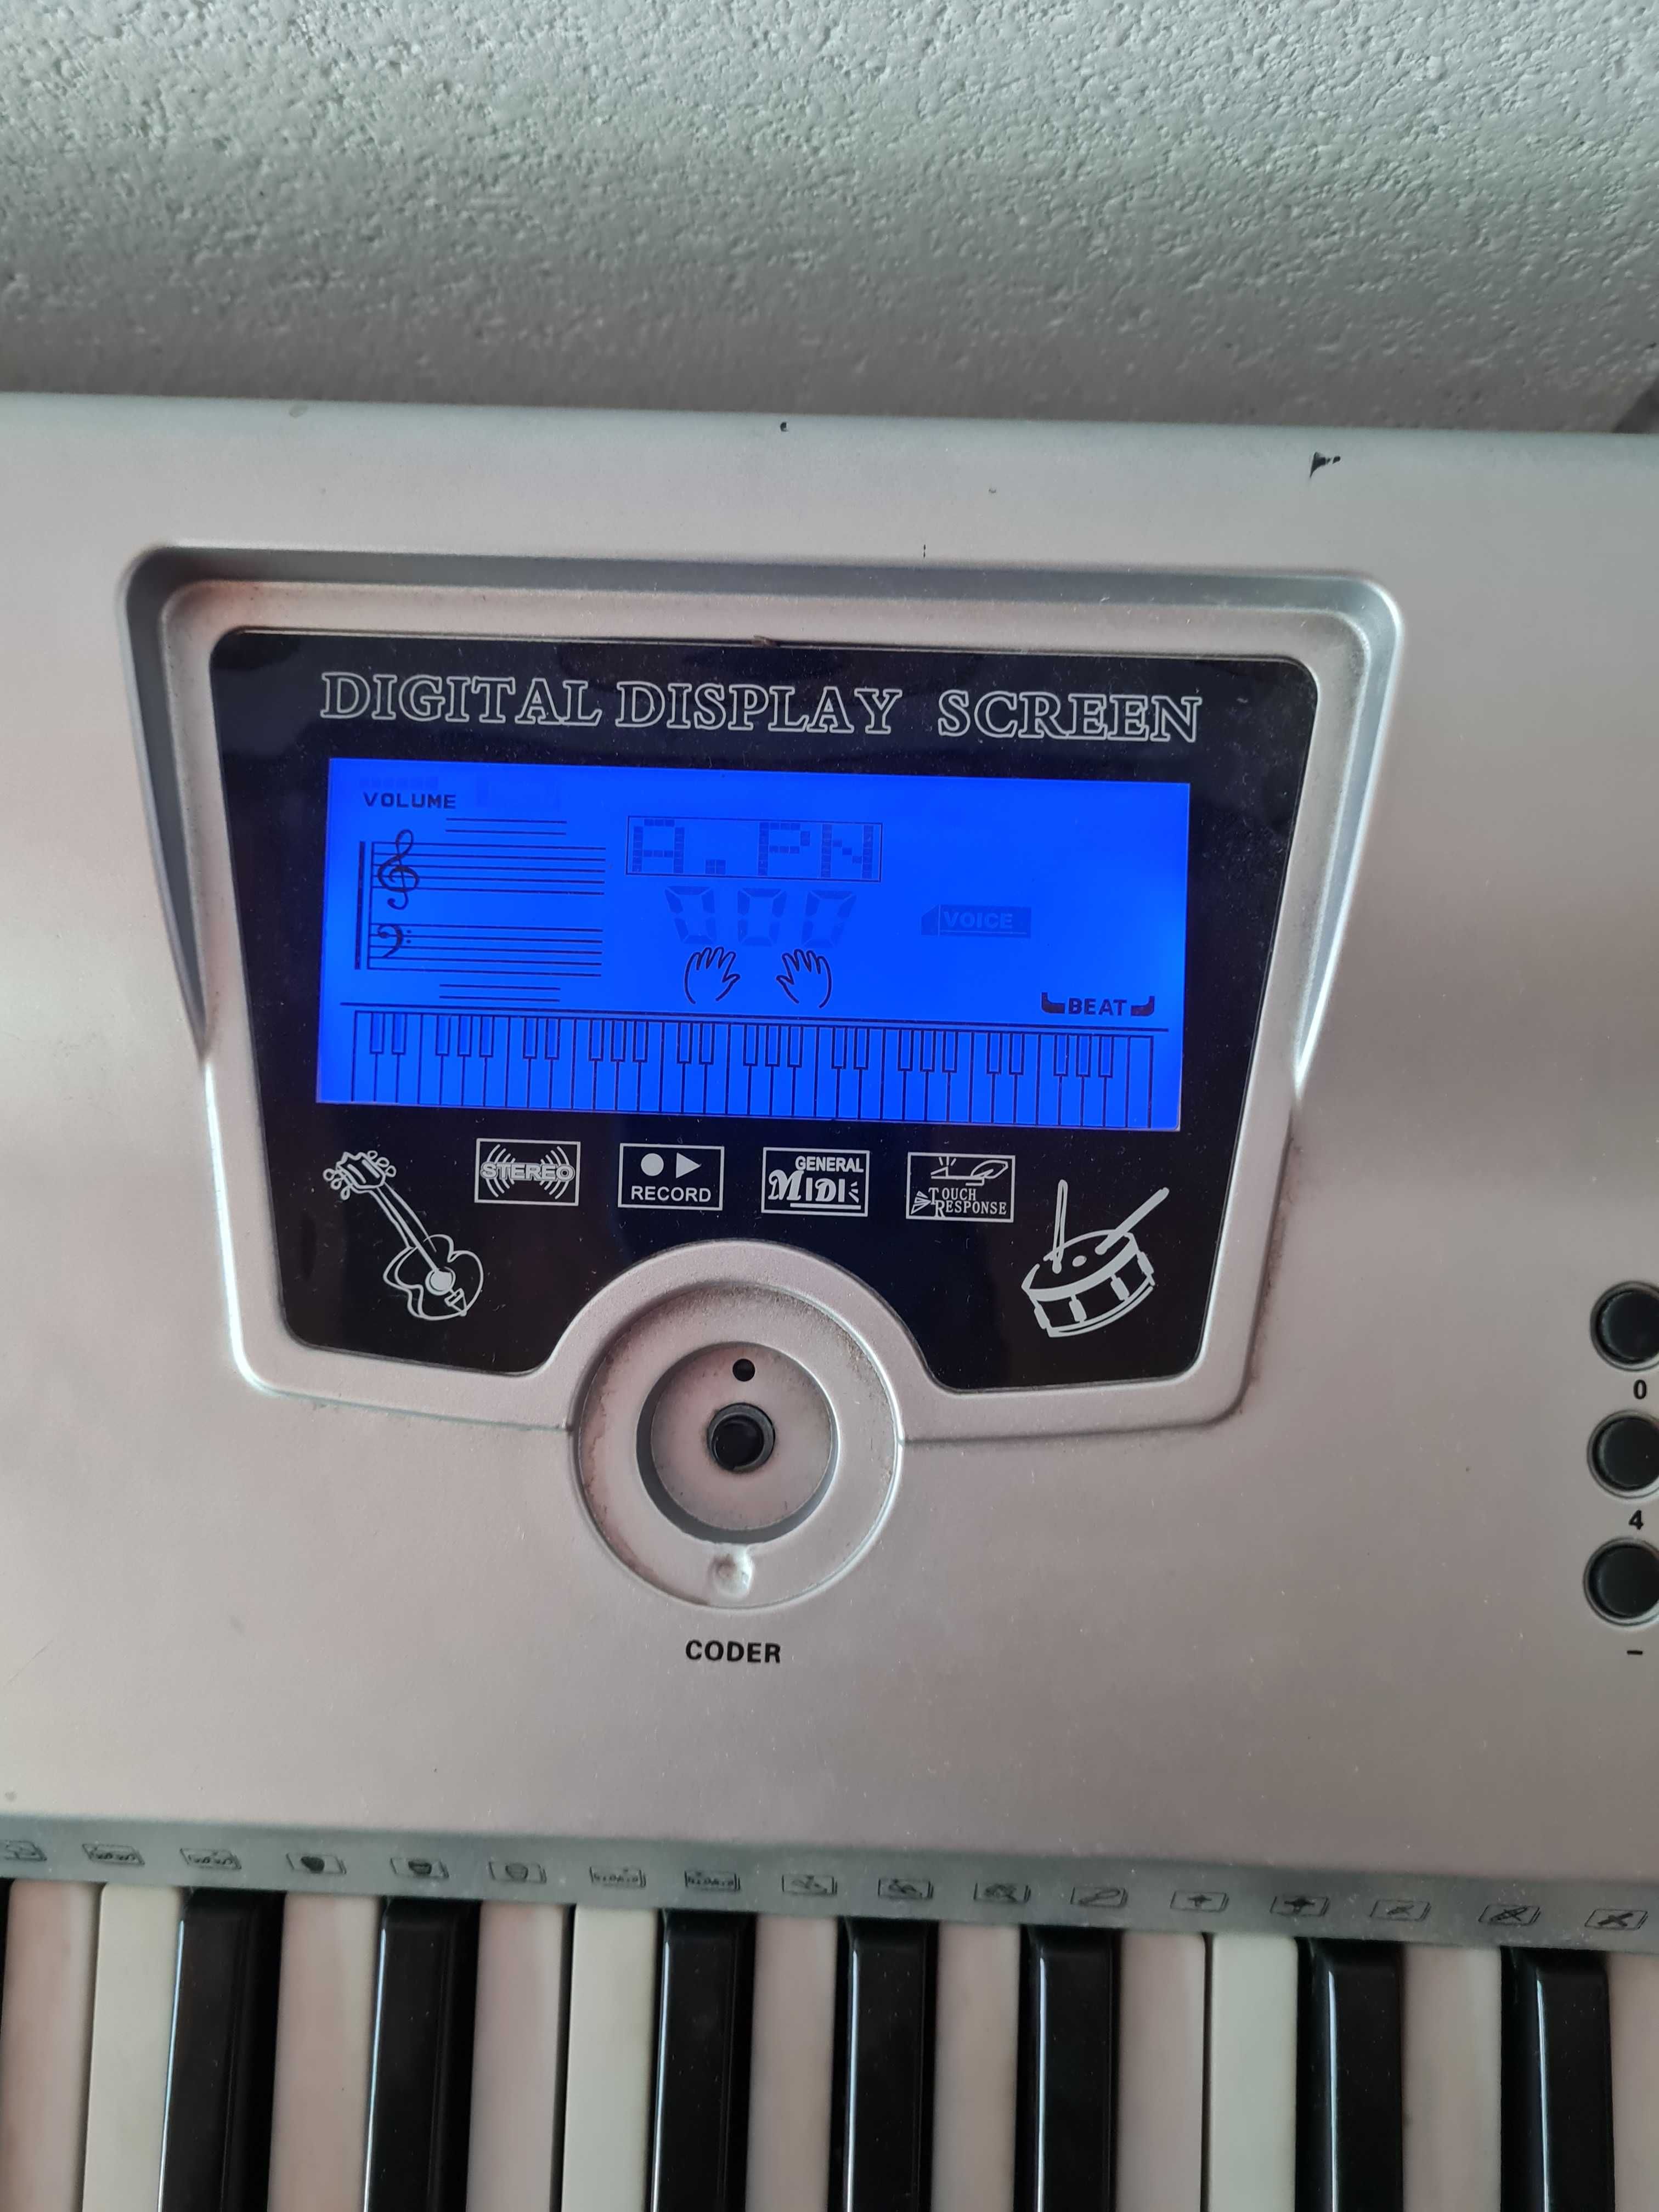 DIGITAL DISPLAY SCREEN
VOLUME
A.PN
000
VOICE
BEAT
STEREO
RECORD
GENERAL
MIDI
TOUCH
RESPONSE
0
4
CODER
–